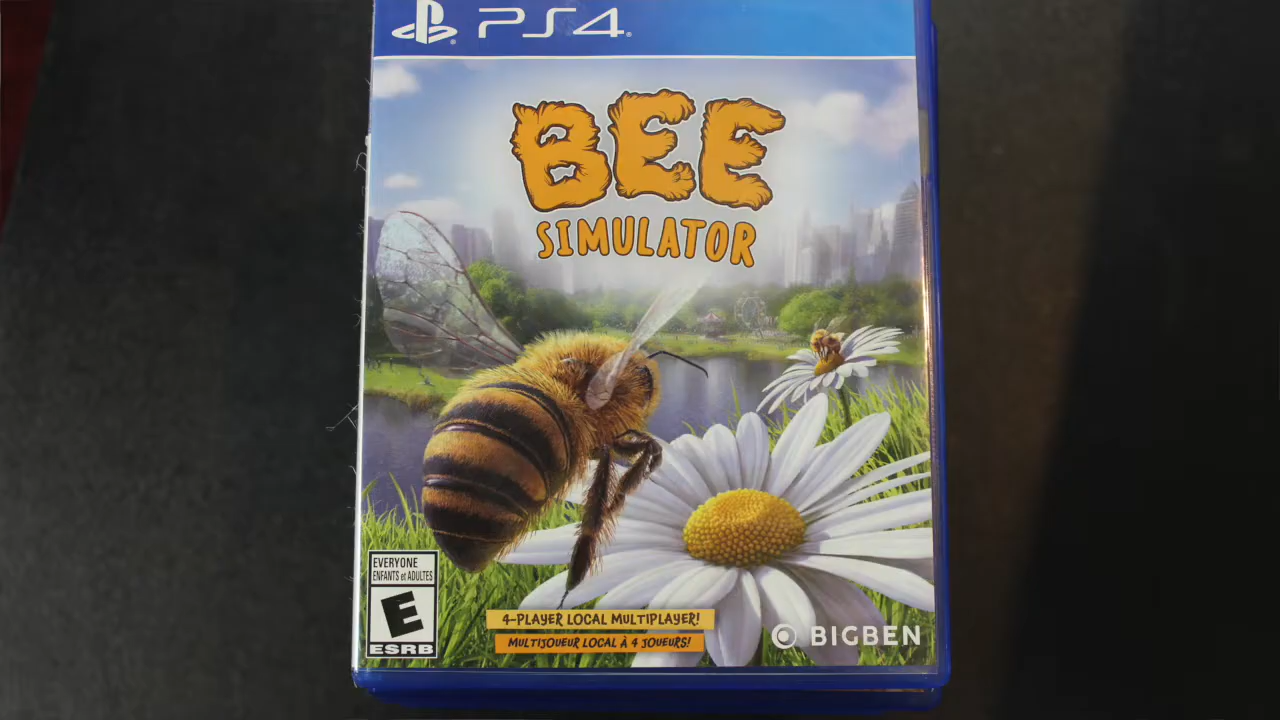 PS4
BEE
SIMULATOR
EVERYONE
ENFANTS et ADULTES
E
ESRB
4-PLAYER LOCAL MULTIPLAYER!
MULTIJOUEUR LOCAL À 4 JOUEURS!
BIGBEN